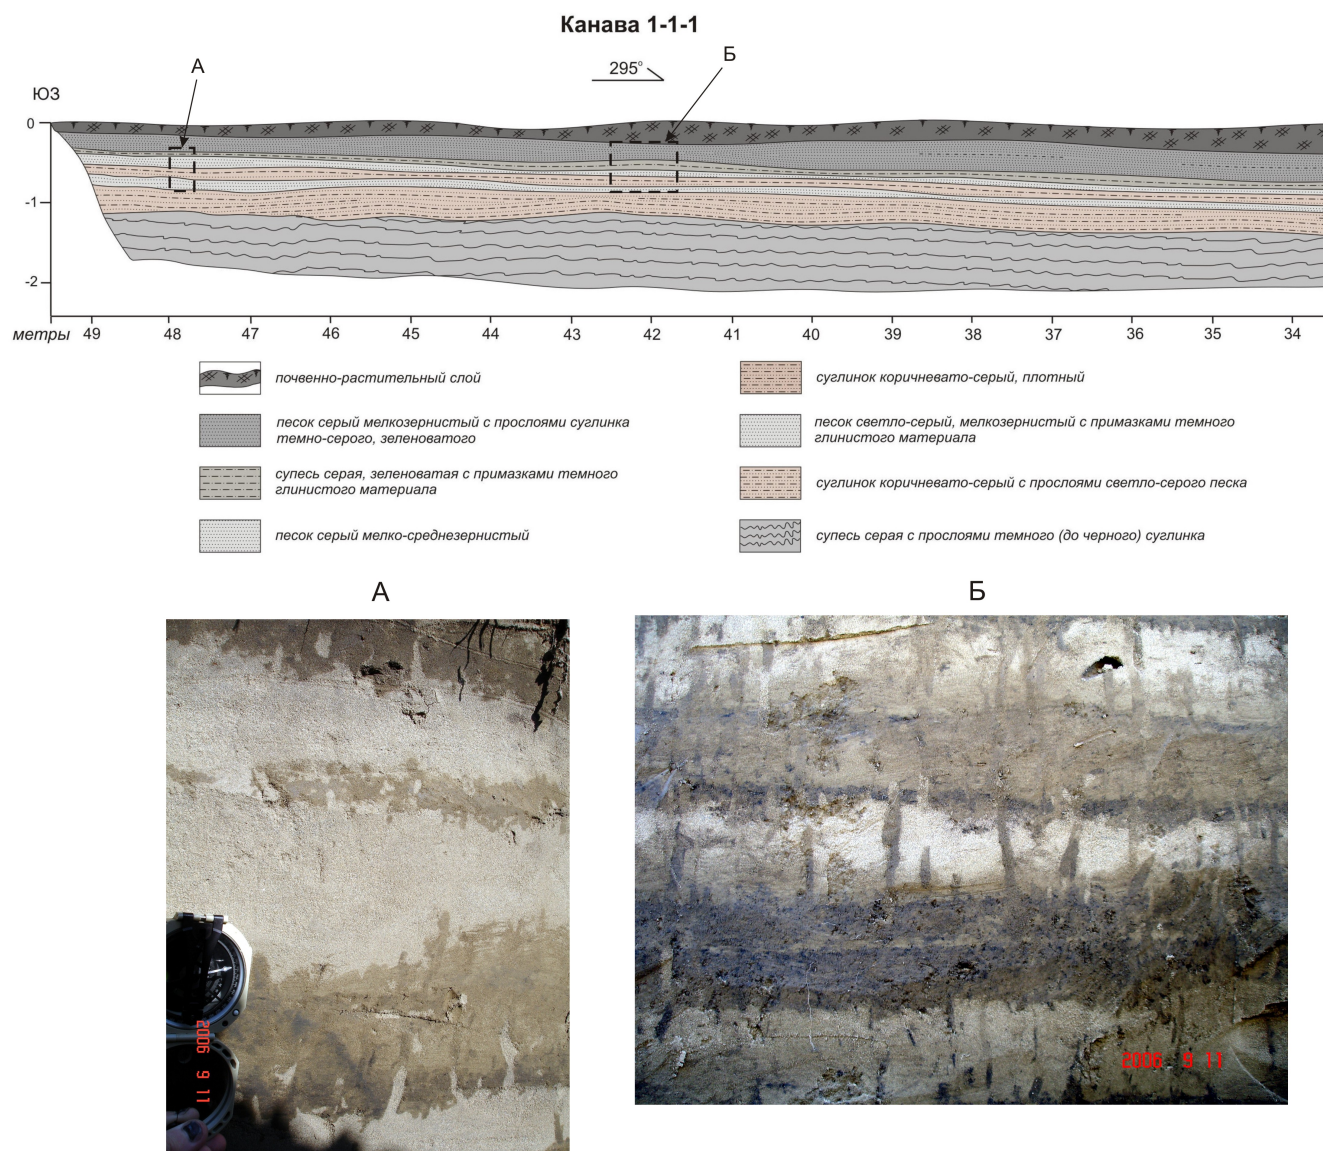 Канава 1-1-1
А
Б
295°
ЮЗ
0
-1
-2
метры 49 48 47 46 45 44 43 42 41 40 39 38 37 36 35 34
почвенно-растительный слой
песок серый мелкозернистый с прослоями суглинка
темно-серого, зеленоватого
супесь серая, зеленоватая с примазками темного
глинистого материала
песок серый мелко-среднезернистый
суглинок коричневато-серый, плотный
песок светло-серый, мелкозернистый с примазками темного
глинистого материала
суглинок коричневато-серый с прослоями светло-серого песка
супесь серая с прослоями темного (до черного) суглинка
А
Б
2006 9 11
2006 9 11